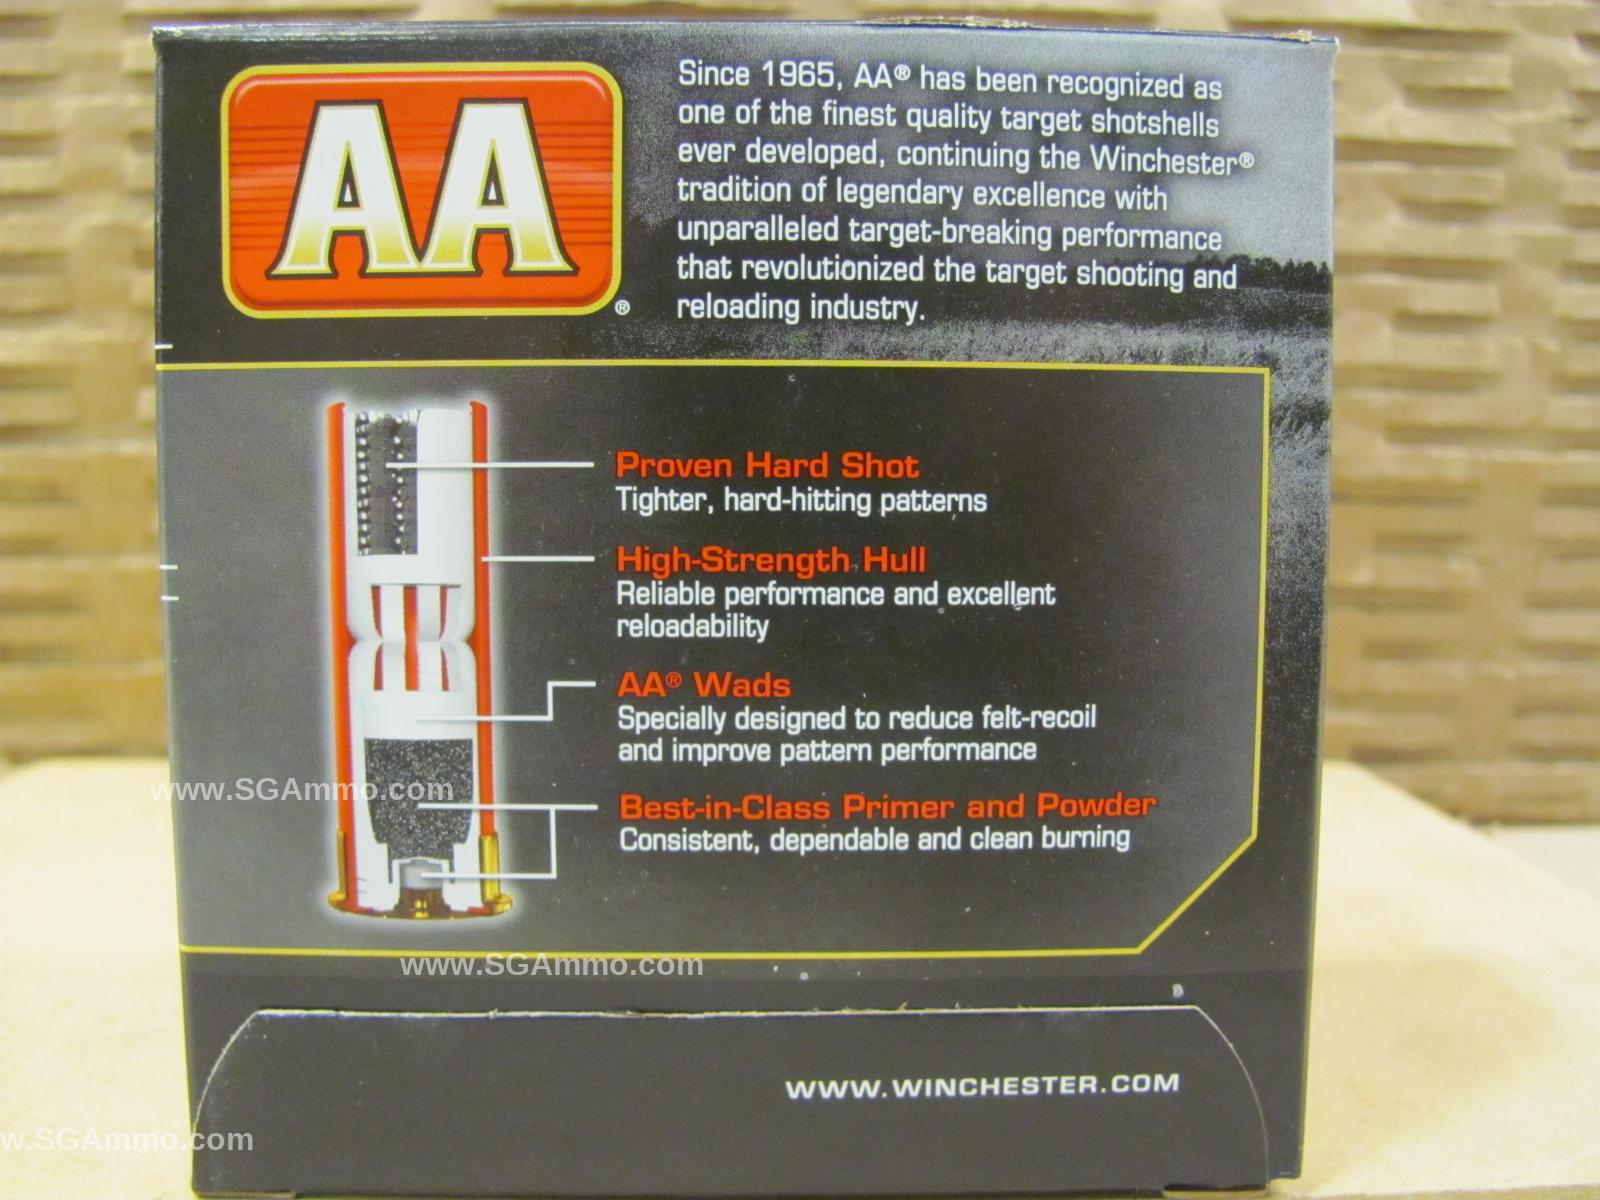 AA
®
Since 1965, AA® has been recognized as
one of the finest quality target shotshells
ever developed, continuing the Winchester®
tradition of legendary excellence with
unparalleled target-breaking performance
that revolutionized the target shooting and
reloading industry.
Proven Hard Shot
Tighter, hard-hitting patterns
High-Strength Hull
Reliable performance and excellent
reloadability
AA® Wads
Specially designed to reduce felt-recoil
and improve pattern performance
www.SGAmmo.com
Best-in-Class Primer and Powder
Consistent, dependable and clean burning
www.SGAmmo.com
WWW.WINCHESTER.COM
w.SGAmmo.com